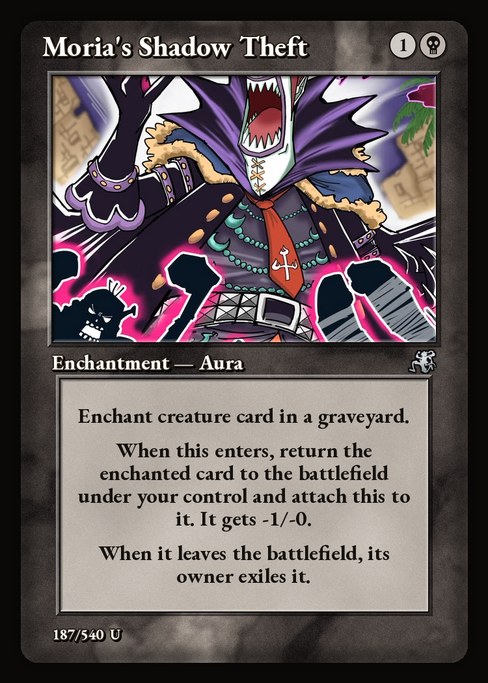 Moria's Shadow Theft 1
Enchantment — Aura
Enchant creature card in a graveyard.
When this enters, return the
enchanted card to the battlefield
under your control and attach this to
it. It gets -1/-0.
When it leaves the battlefield, its
owner exiles it.
187/540 U